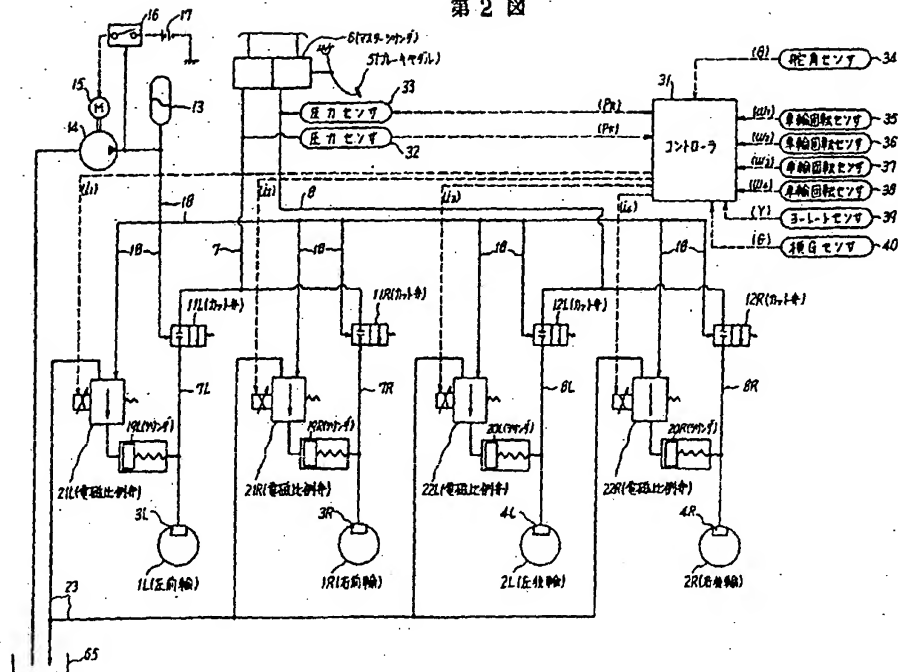 第2図
16
17
6(マスターシリンダ)
5(ブレーキペダル)
15
M
13
14
33
圧力センサ
(PR)
圧力センサ
(PF)
32
31
コントローラ
(θ)
舵角センサ
34
(ω1)
車輪回転センサ
35
(ω2)
車輪回転センサ
36
(ω3)
車輪回転センサ
37
(ω4)
車輪回転センサ
38
(Y)
ヨーレートセンサ
39
(G)
横Gセンサ
40
(i1)
(i2)
(i3)
(i4)
18
8
18
7
18
18
18
11L(カット弁)
11R(カット弁)
12L(カット弁)
12R(カット弁)
7L
7R
8L
8R
19L(シリンダ)
19R(シリンダ)
20L(シリンダ)
20R(シリンダ)
21L(電磁比例弁)
21R(電磁比例弁)
22L(電磁比例弁)
22R(電磁比例弁)
3L
3R
4L
4R
1L(左前輪)
1R(右前輪)
2L(左後輪)
2R(右後輪)
23
65